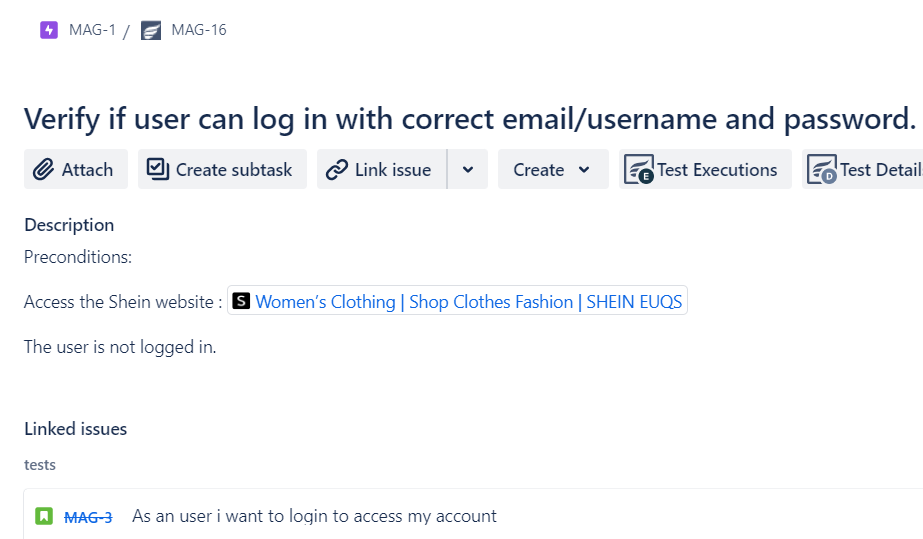 MAG-1 / MAG-16
Verify if user can log in with correct email/username and password.
Attach Create subtask Link issue Create E Test Executions D Test Detail
Description
Preconditions:
Access the Shein website : S Women’s Clothing | Shop Clothes Fashion | SHEIN EUQS
The user is not logged in.
Linked issues
tests
MAG-3 As an user i want to login to access my account